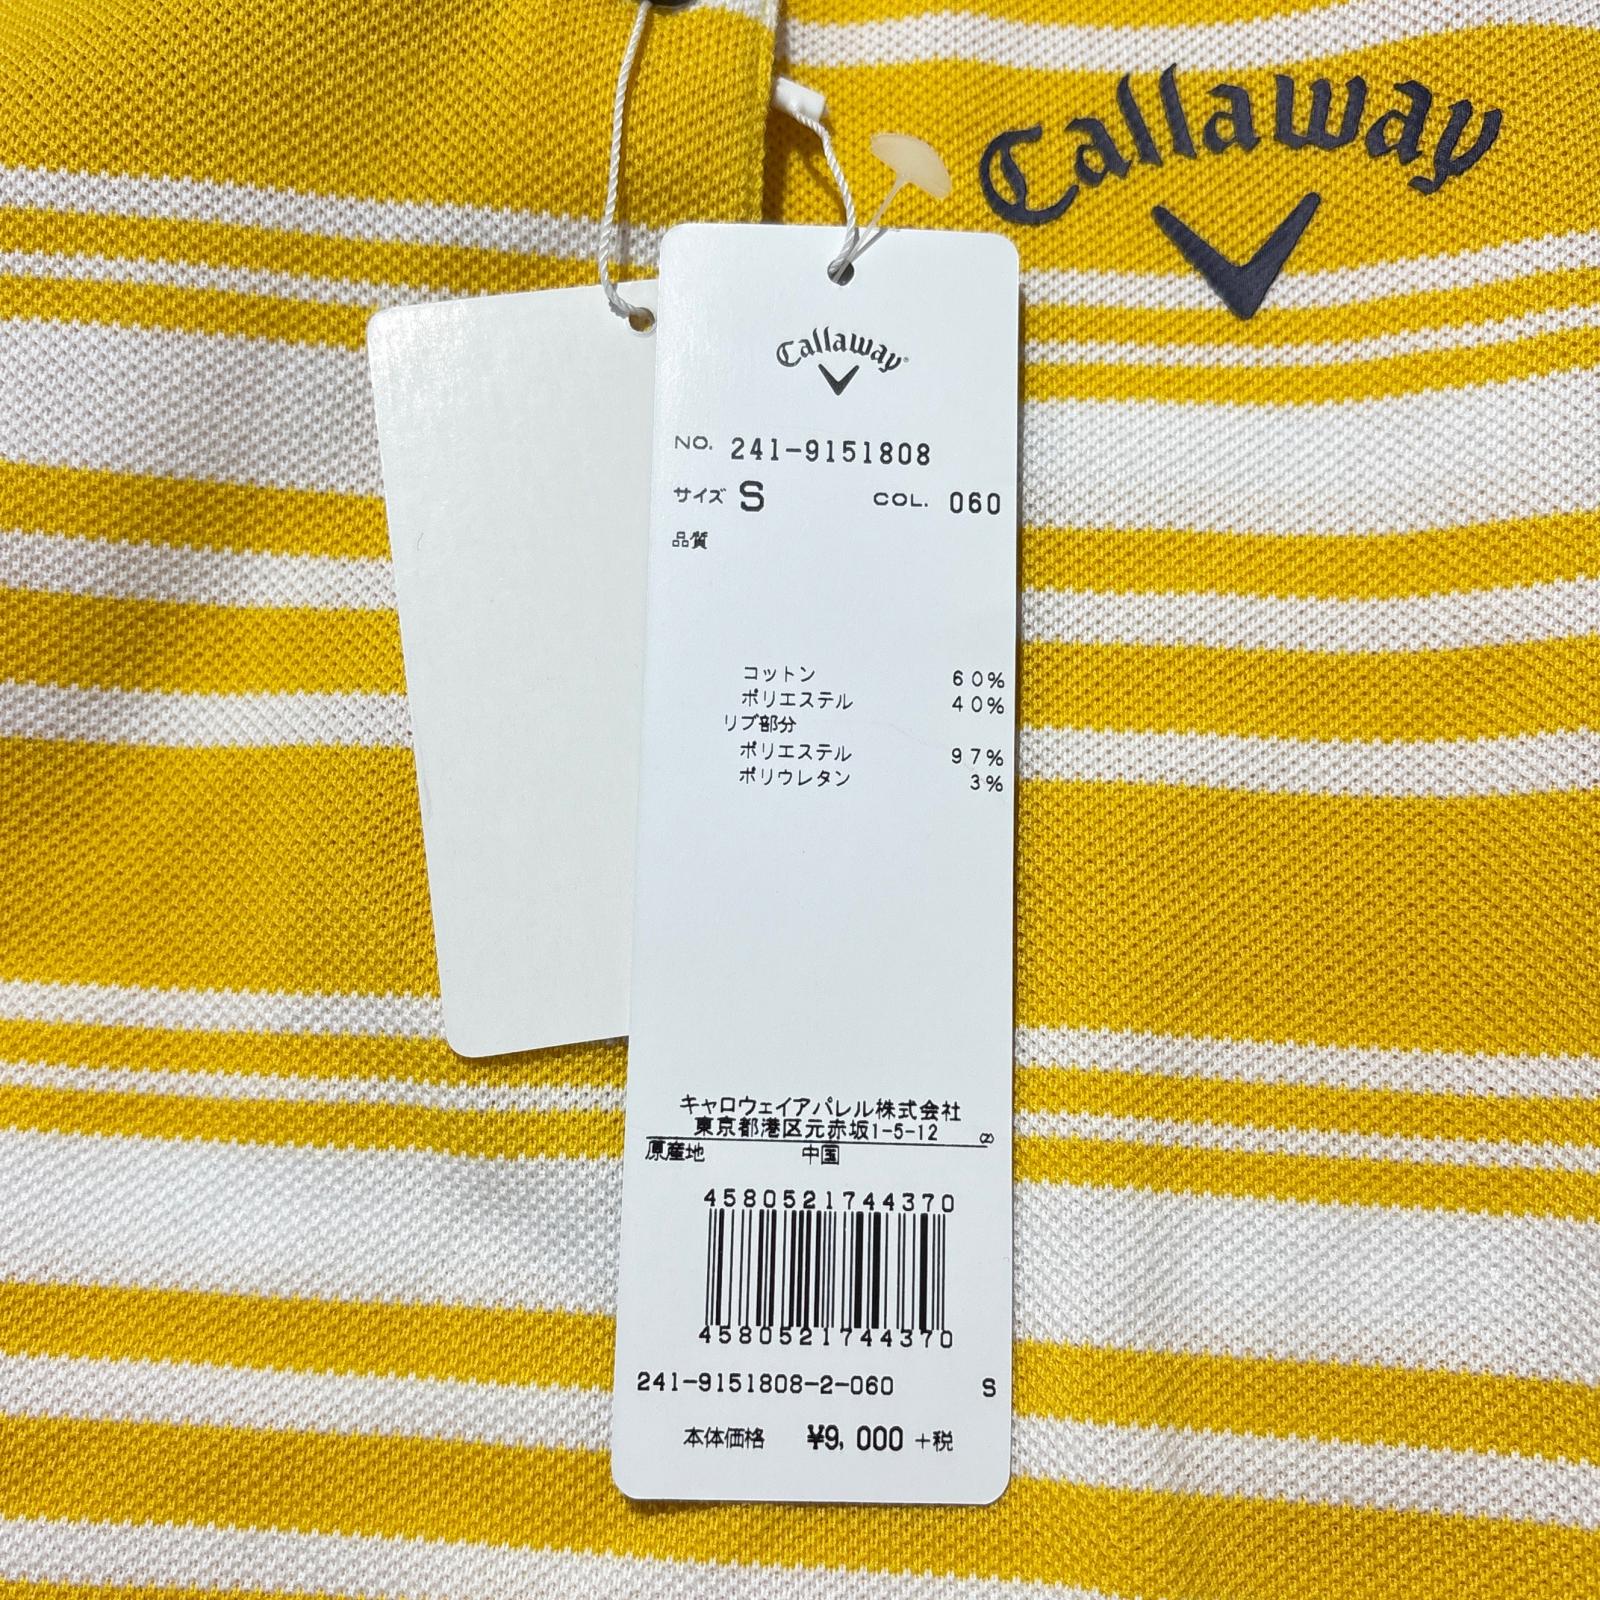 Callaway
Callaway
NO. 241-9151808
サイズ S COL. 060
品質
コットン 60%
ポリエステル 40%
リブ部分
ポリエステル 97%
ポリウレタン 3%
キャロウェイアパレル株式会社
東京都港区元赤坂1-5-12
原産地 中国
4580521744370
4580521744370
241-9151808-2-060 S
本体価格 ¥9,000+税